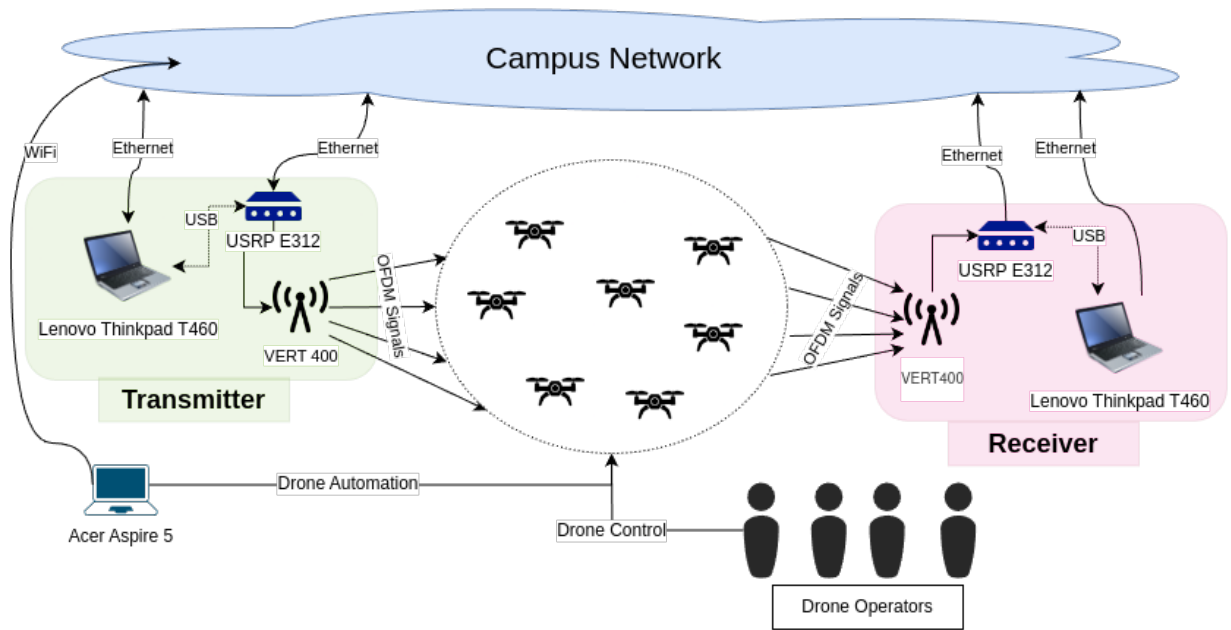 Campus Network
WiFi
Ethernet
Ethernet
Ethernet
Ethernet
USB
USRP E312
Lenovo Thinkpad T460
VERT 400
Transmitter
OFDM Signals
OFDM Signals
USB
USRP E312
VERT400
Lenovo Thinkpad T460
Receiver
Drone Automation
Acer Aspire 5
Drone Control
Drone Operators